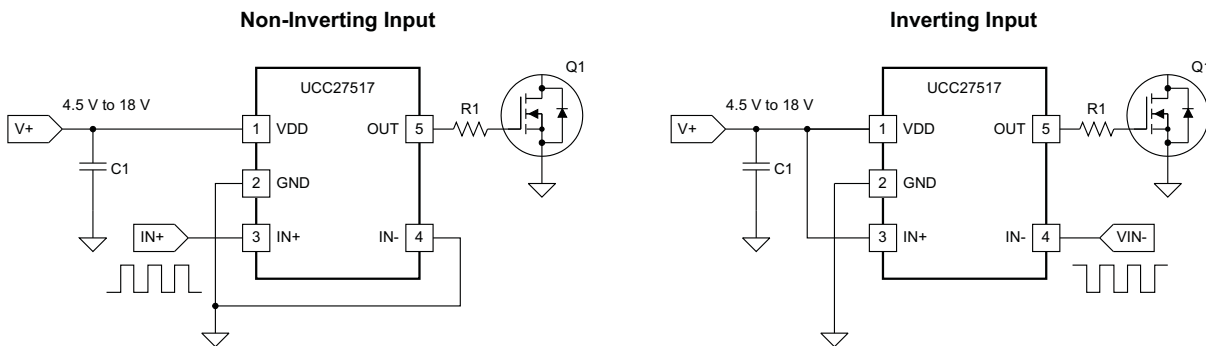 Non-Inverting Input
UCC27517
Q1
4.5 V to 18 V
V+
1 VDD
OUT 5
R1
C1
2 GND
IN+
3 IN+
IN- 4
Inverting Input
UCC27517
Q1
4.5 V to 18 V
V+
1 VDD
OUT 5
R1
C1
2 GND
3 IN+
IN- 4
VIN-